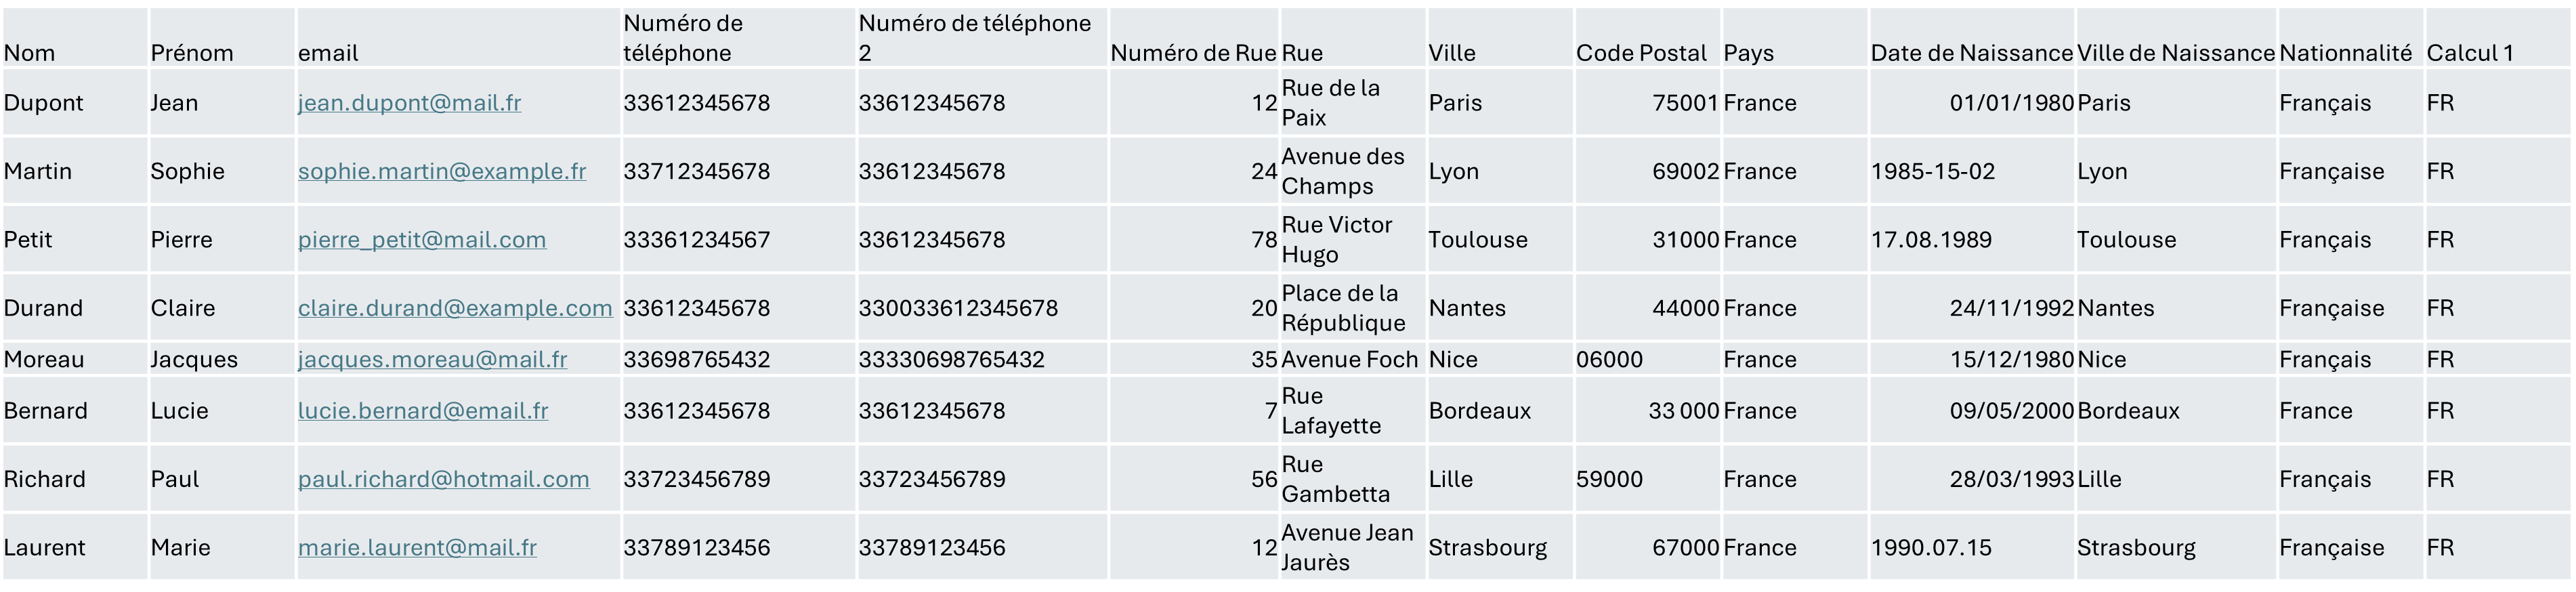 Nom Prénom email Numéro de téléphone Numéro de téléphone 2 Numéro de Rue Rue Ville Code Postal Pays Date de Naissance Ville de Naissance Nationnalité Calcul 1
Dupont Jean jean.dupont@mail.fr 33612345678 33612345678 12 Rue de la Paix Paris 75001 France 01/01/1980 Paris Français FR
Martin Sophie sophie.martin@example.fr 33712345678 33612345678 24 Avenue des Champs Lyon 69002 France 1985-15-02 Lyon Française FR
Petit Pierre pierre_petit@mail.com 33361234567 33612345678 78 Rue Victor Hugo Toulouse 31000 France 17.08.1989 Toulouse Français FR
Durand Claire claire.durand@example.com 33612345678 330033612345678 20 Place de la République Nantes 44000 France 24/11/1992 Nantes Française FR
Moreau Jacques jacques.moreau@mail.fr 33698765432 33330698765432 35 Avenue Foch Nice 06000 France 15/12/1980 Nice Français FR
Bernard Lucie lucie.bernard@email.fr 33612345678 33612345678 7 Rue Lafayette Bordeaux 33 000 France 09/05/2000 Bordeaux France FR
Richard Paul paul.richard@hotmail.com 33723456789 33723456789 56 Rue Gambetta Lille 59000 France 28/03/1993 Lille Français FR
Laurent Marie marie.laurent@mail.fr 33789123456 33789123456 12 Avenue Jean Jaurès Strasbourg 67000 France 1990.07.15 Strasbourg Française FR